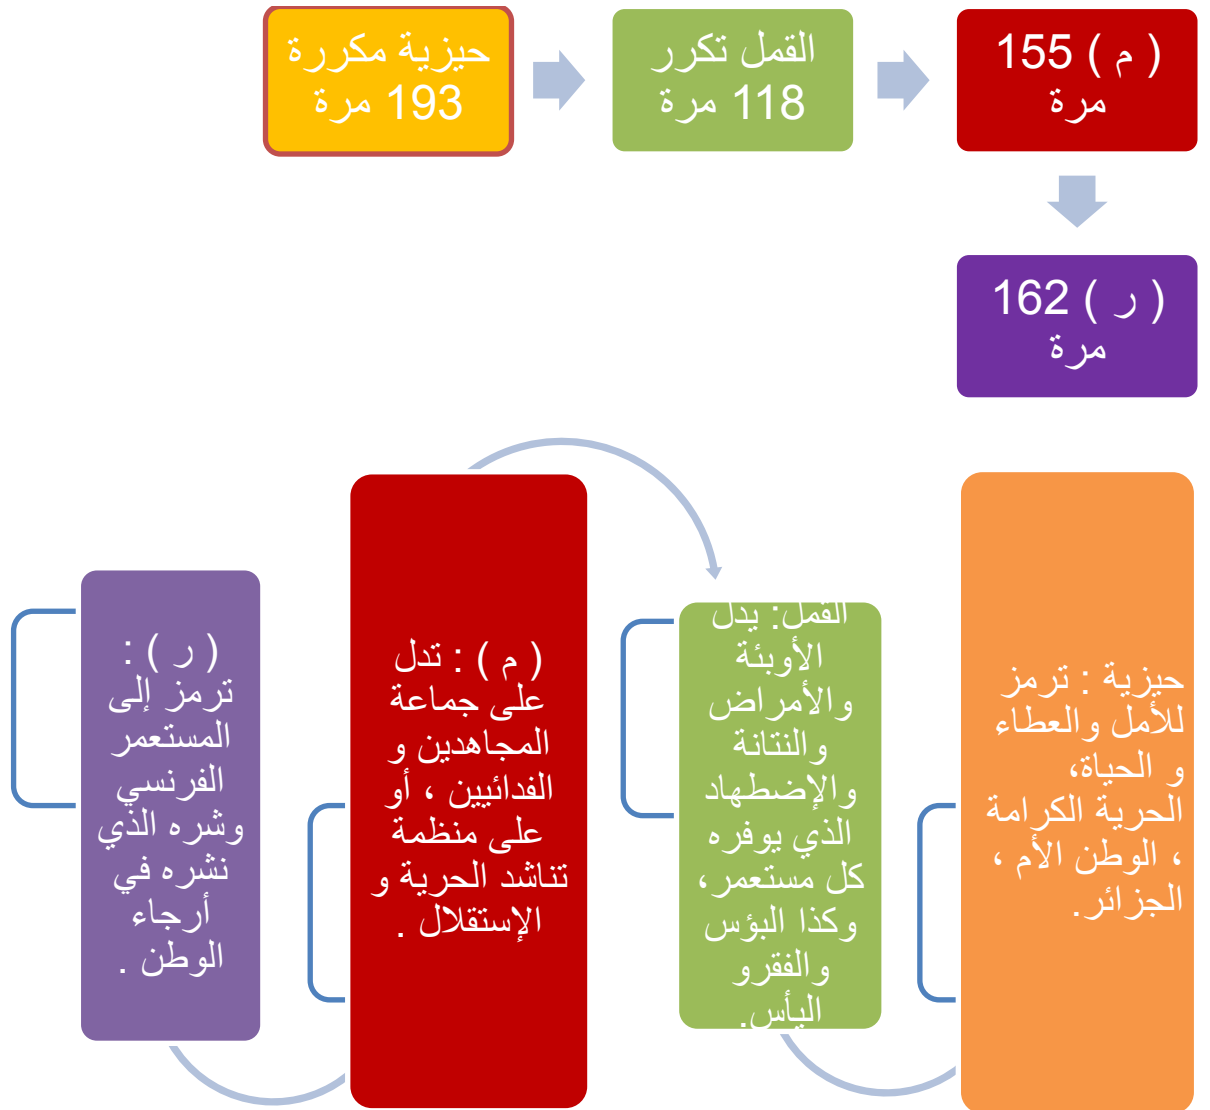 حيزية مكررة
193 مرة
القمل تكرر
118 مرة
( م ) 155
مرة
( ر ) 162
مرة
حيزية : ترمز
للأمل والعطاء
و الحياة،
الحرية الكرامة
، الوطن الأم ،
الجزائر.
القمل: يدل
الأوبئة
والأمراض
والنتانة
والإضطهاد
الذي يوفره
كل مستعمر،
وكذا البؤس
والفقرو
اليأس.
( م ) : تدل
على جماعة
المجاهدين و
الفدائيين ، أو
على منظمة
تناشد الحرية و
الإستقلال .
( ر ) :
ترمز إلى
المستعمر
الفرنسي
وشره الذي
نشره في
أرجاء
الوطن .